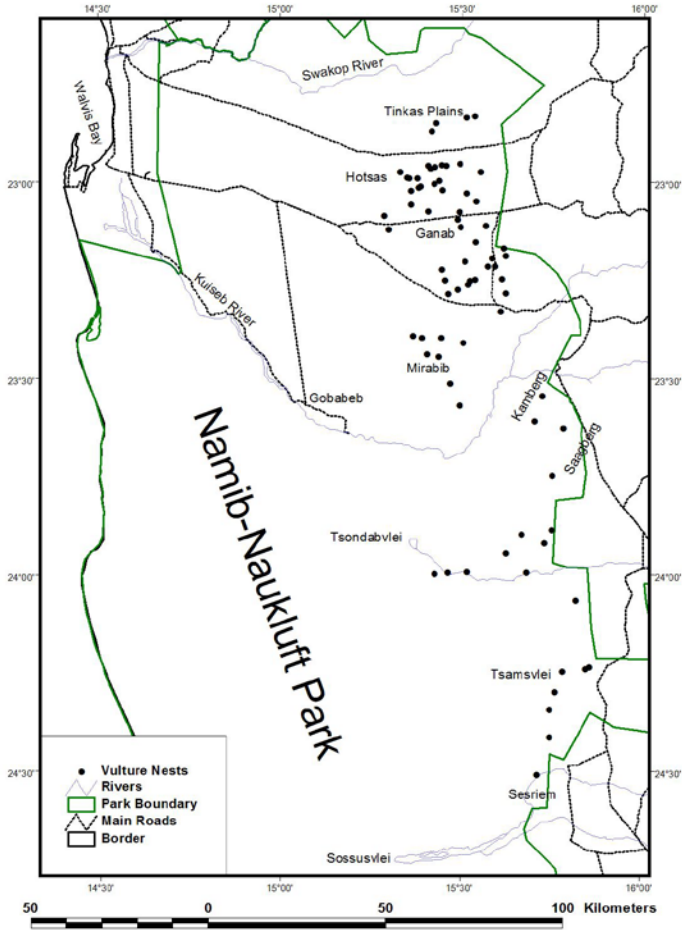 14°30' 15°00' 15°30' 16°00'
Swakop River
Walvis Bay
Tinkas Plains
Hotsas
23°00' 23°00'
Ganab
Kuiseb River
23°30' 23°30'
Mirabib
Kamberg
Gobabeb
Saagberg
Namib-Naukluft Park
Tsondabvlei
24°00' 24°00'
Tsamsvlei
24°30' 24°30'
Sesriem
Sossusvlei
Vulture Nests
Rivers
Park Boundary
Main Roads
Border
14°30' 15°00' 15°30' 16°00'
50 0 50 100 Kilometers